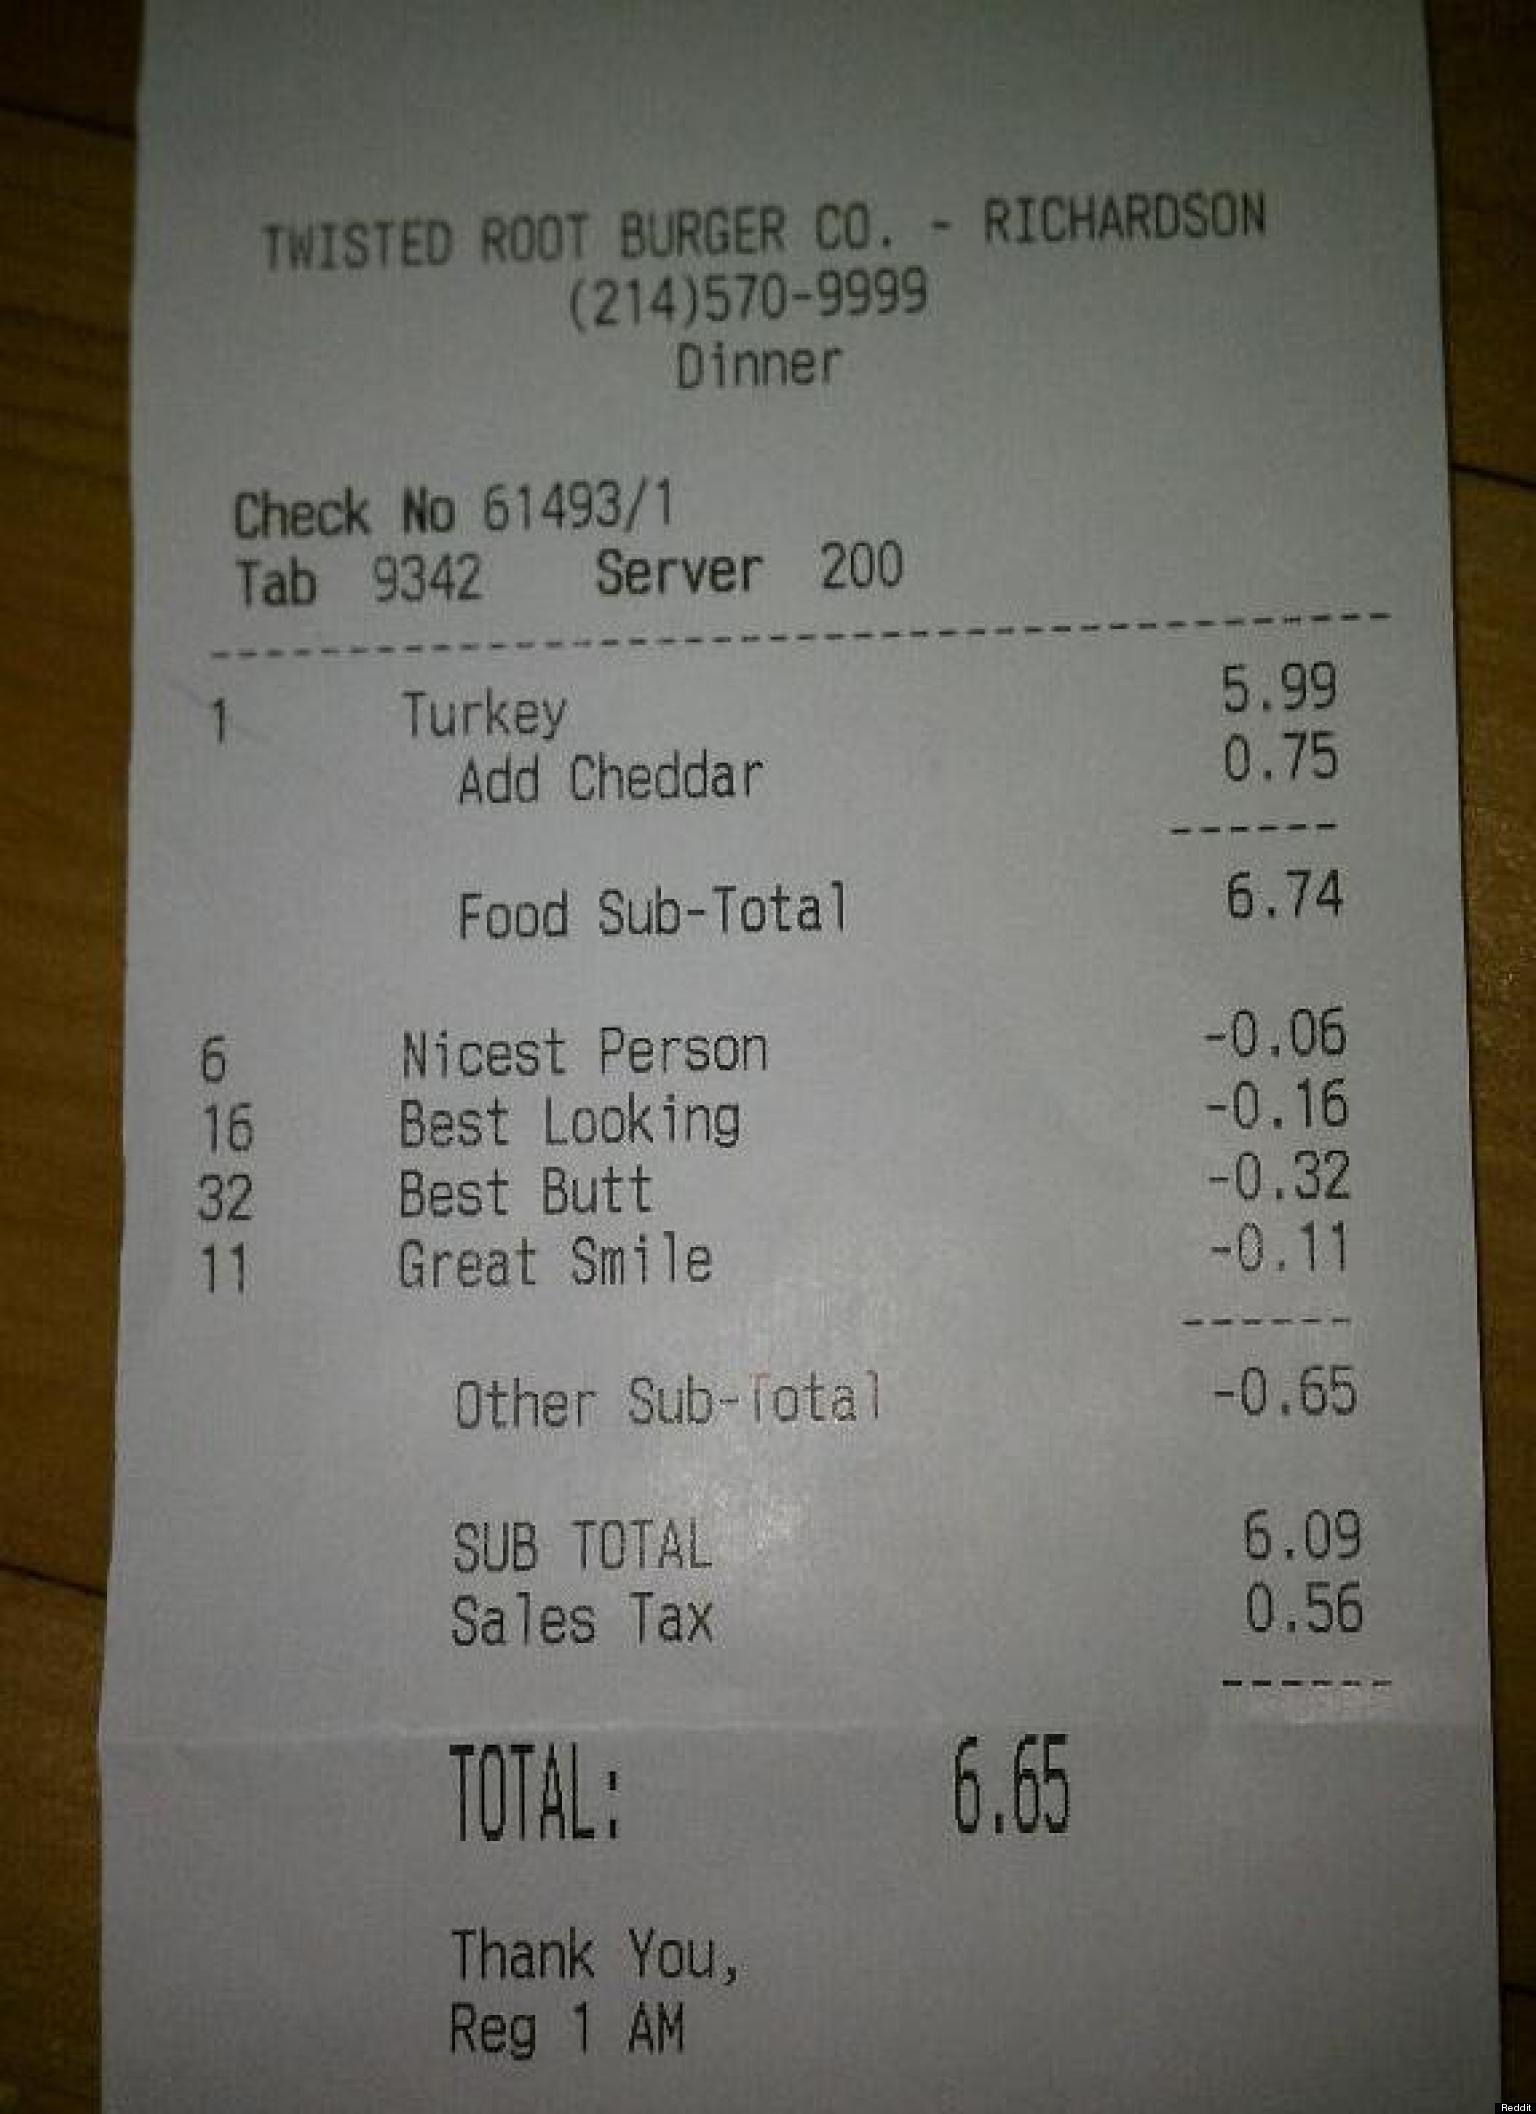 TWISTED ROOT BURGER CO. - RICHARDSON
(214)570-9999
Dinner
Check No 61493/1
Tab 9342 Server 200
1 Turkey 5.99
Add Cheddar 0.75
Food Sub-Total 6.74
6 Nicest Person -0.06
16 Best Looking -0.16
32 Best Butt -0.32
11 Great Smile -0.11
Other Sub-Total -0.65
SUB TOTAL 6.09
Sales Tax 0.56
TOTAL: 6.65
Thank You,
Reg 1 AM
Reddit